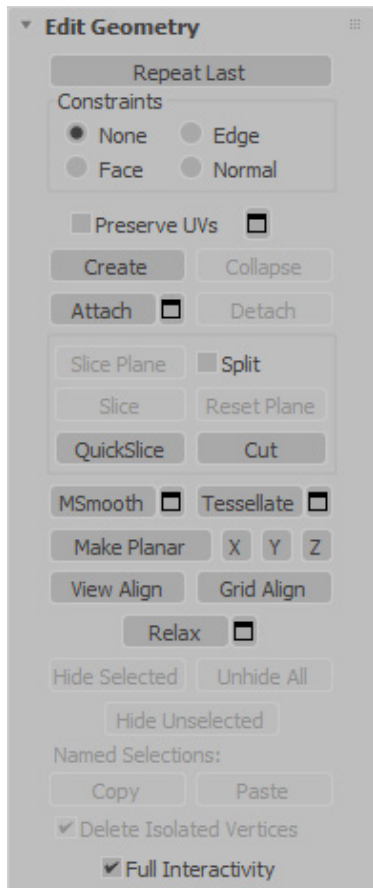 Edit Geometry
Repeat Last
Constraints
None Edge
Face Normal
Preserve UVs
Create Collapse
Attach Detach
Slice Plane Split
Slice Reset Plane
QuickSlice Cut
MSmooth Tessellate
Make Planar X Y Z
View Align Grid Align
Relax
Hide Selected Unhide All
Hide Unselected
Named Selections:
Copy Paste
Delete Isolated Vertices
Full Interactivity